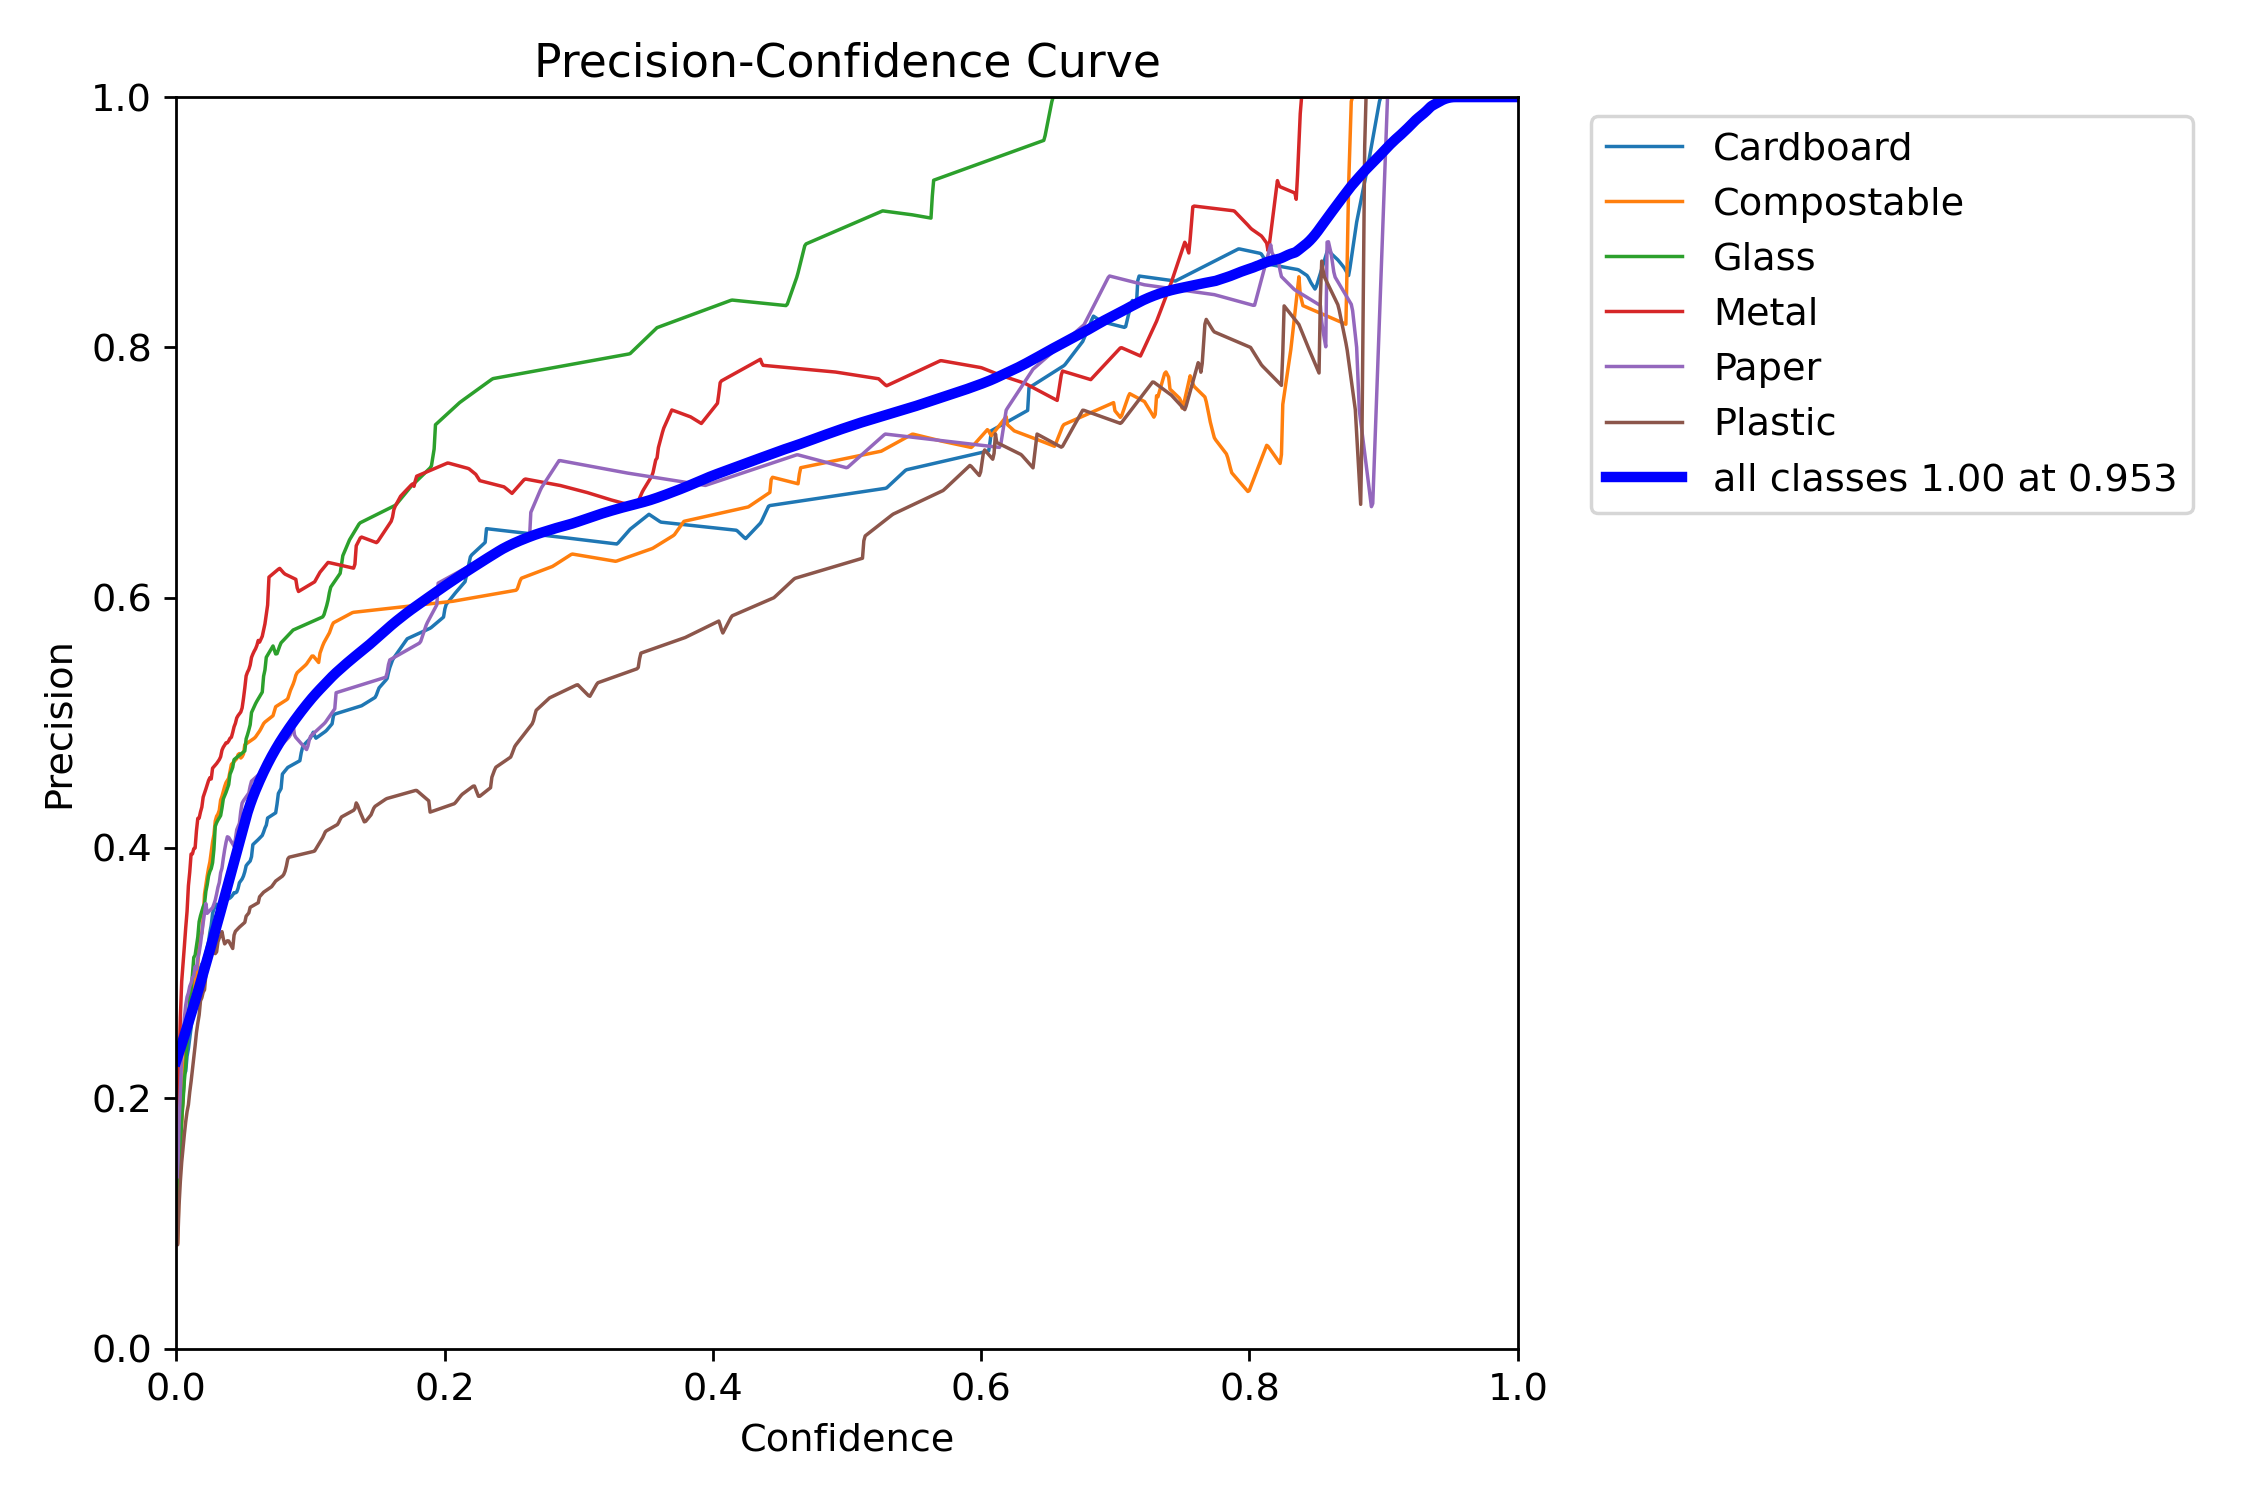 Precision-Confidence Curve
1.0
0.8
0.6
0.4
0.2
0.0
Precision
0.0 0.2 0.4 0.6 0.8 1.0
Confidence
Cardboard
Compostable
Glass
Metal
Paper
Plastic
all classes 1.00 at 0.953